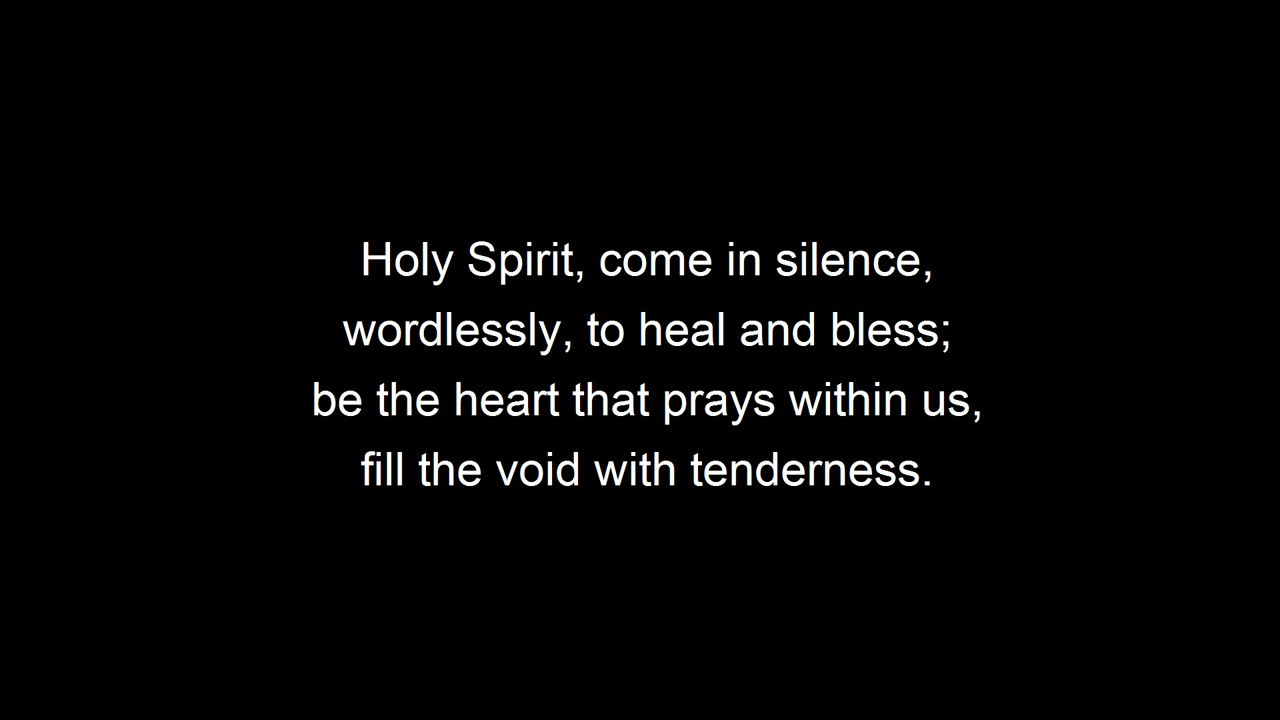 Holy Spirit, come in silence,
wordlessly, to heal and bless;
be the heart that prays within us,
fill the void with tenderness.